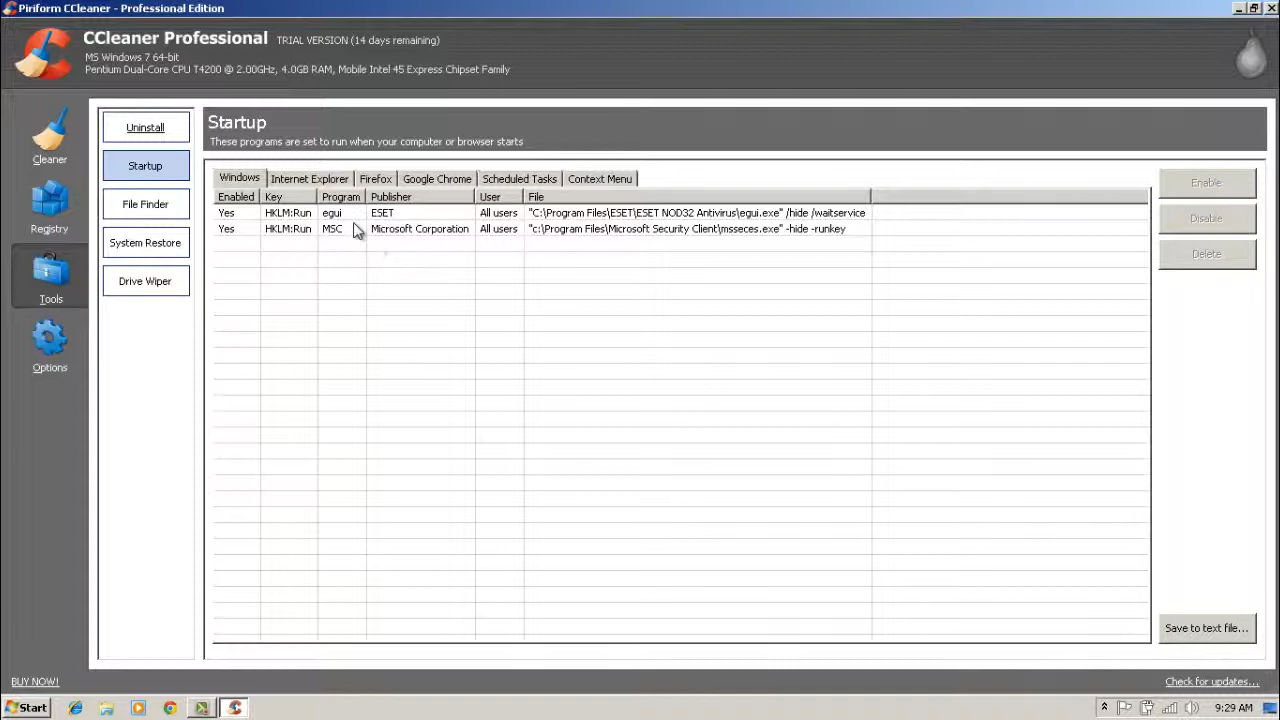 Piriform CCleaner - Professional Edition
CCleaner Professional TRIAL VERSION (14 days remaining)
MS Windows 7 64-bit
Pentium Dual-Core CPU T4200 @ 2.00GHz, 4.0GB RAM, Mobile Intel 45 Express Chipset Family
Cleaner
Registry
Tools
Options
Uninstall
Startup
File Finder
System Restore
Drive Wiper
Startup
These programs are set to run when your computer or browser starts
Windows Internet Explorer Firefox Google Chrome Scheduled Tasks Context Menu
Enabled Key Program Publisher User File
Yes HKLM:Run egui ESET All users "C:\Program Files\ESET\ESET NOD32 Antivirus\egui.exe" /hide /waitservice
Yes HKLM:Run MSC Microsoft Corporation All users "c:\Program Files\Microsoft Security Client\msseces.exe" -hide -runkey
Enable
Disable
Delete
Save to text file...
BUY NOW!
Check for updates...
Start
9:29 AM